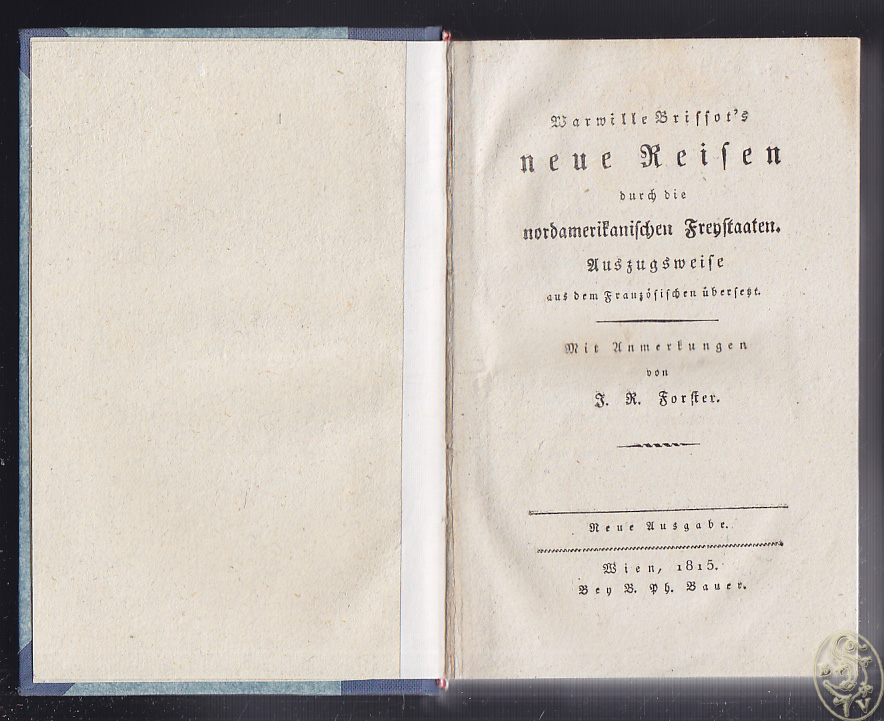 Warwille Brissot's
neue Reisen
durch die
nordamerikanischen Freystaaten.
Auszugsweise
aus dem Französischen übersetzt.
Mit Anmerkungen
von
J. R. Forster.
Neue Ausgabe.
Wien, 1815.
Bey B. Ph. Bauer.